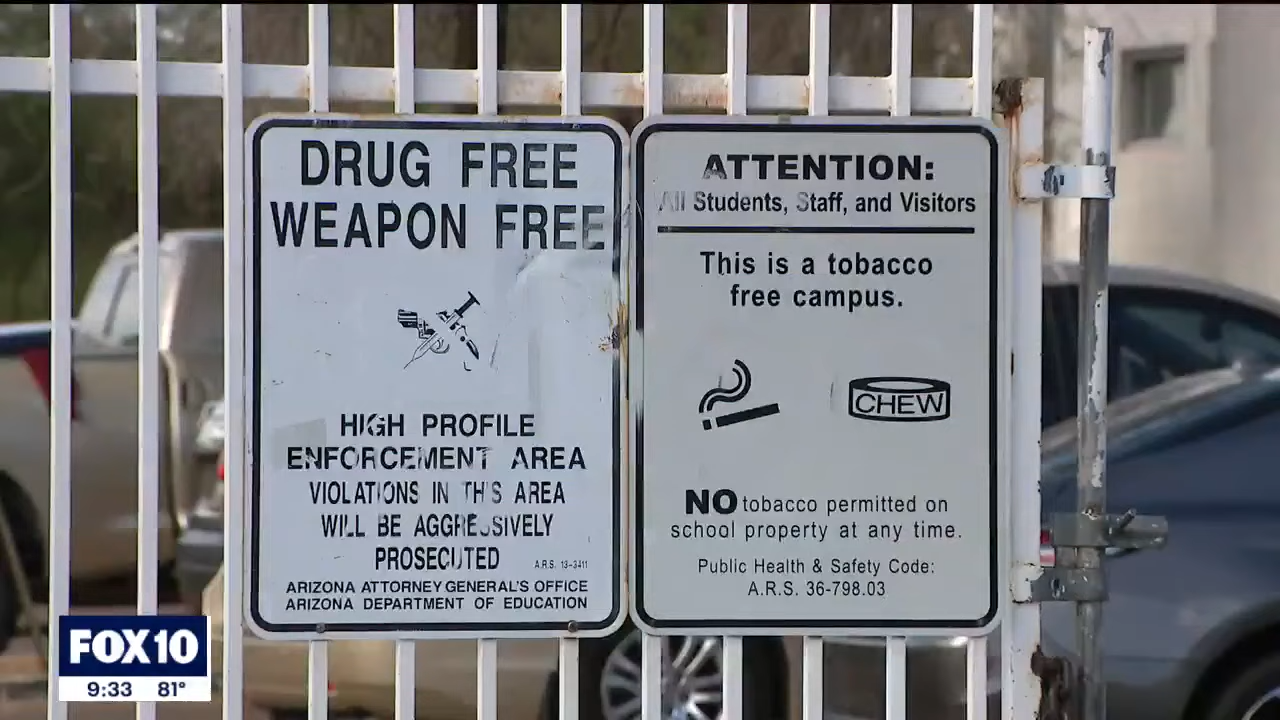 DRUG FREE
WEAPON FREE
HIGH PROFILE
ENFORCEMENT AREA
VIOLATIONS IN THIS AREA
WILL BE AGGRESSIVELY
PROSECUTED
A.R.S. 13-3411
ARIZONA ATTORNEY GENERAL'S OFFICE
ARIZONA DEPARTMENT OF EDUCATION
ATTENTION:
All Students, Staff, and Visitors
This is a tobacco
free campus.
CHEW
NO tobacco permitted on
school property at any time.
Public Health & Safety Code:
A.R.S. 36-798.03
FOX10
9:33 81°